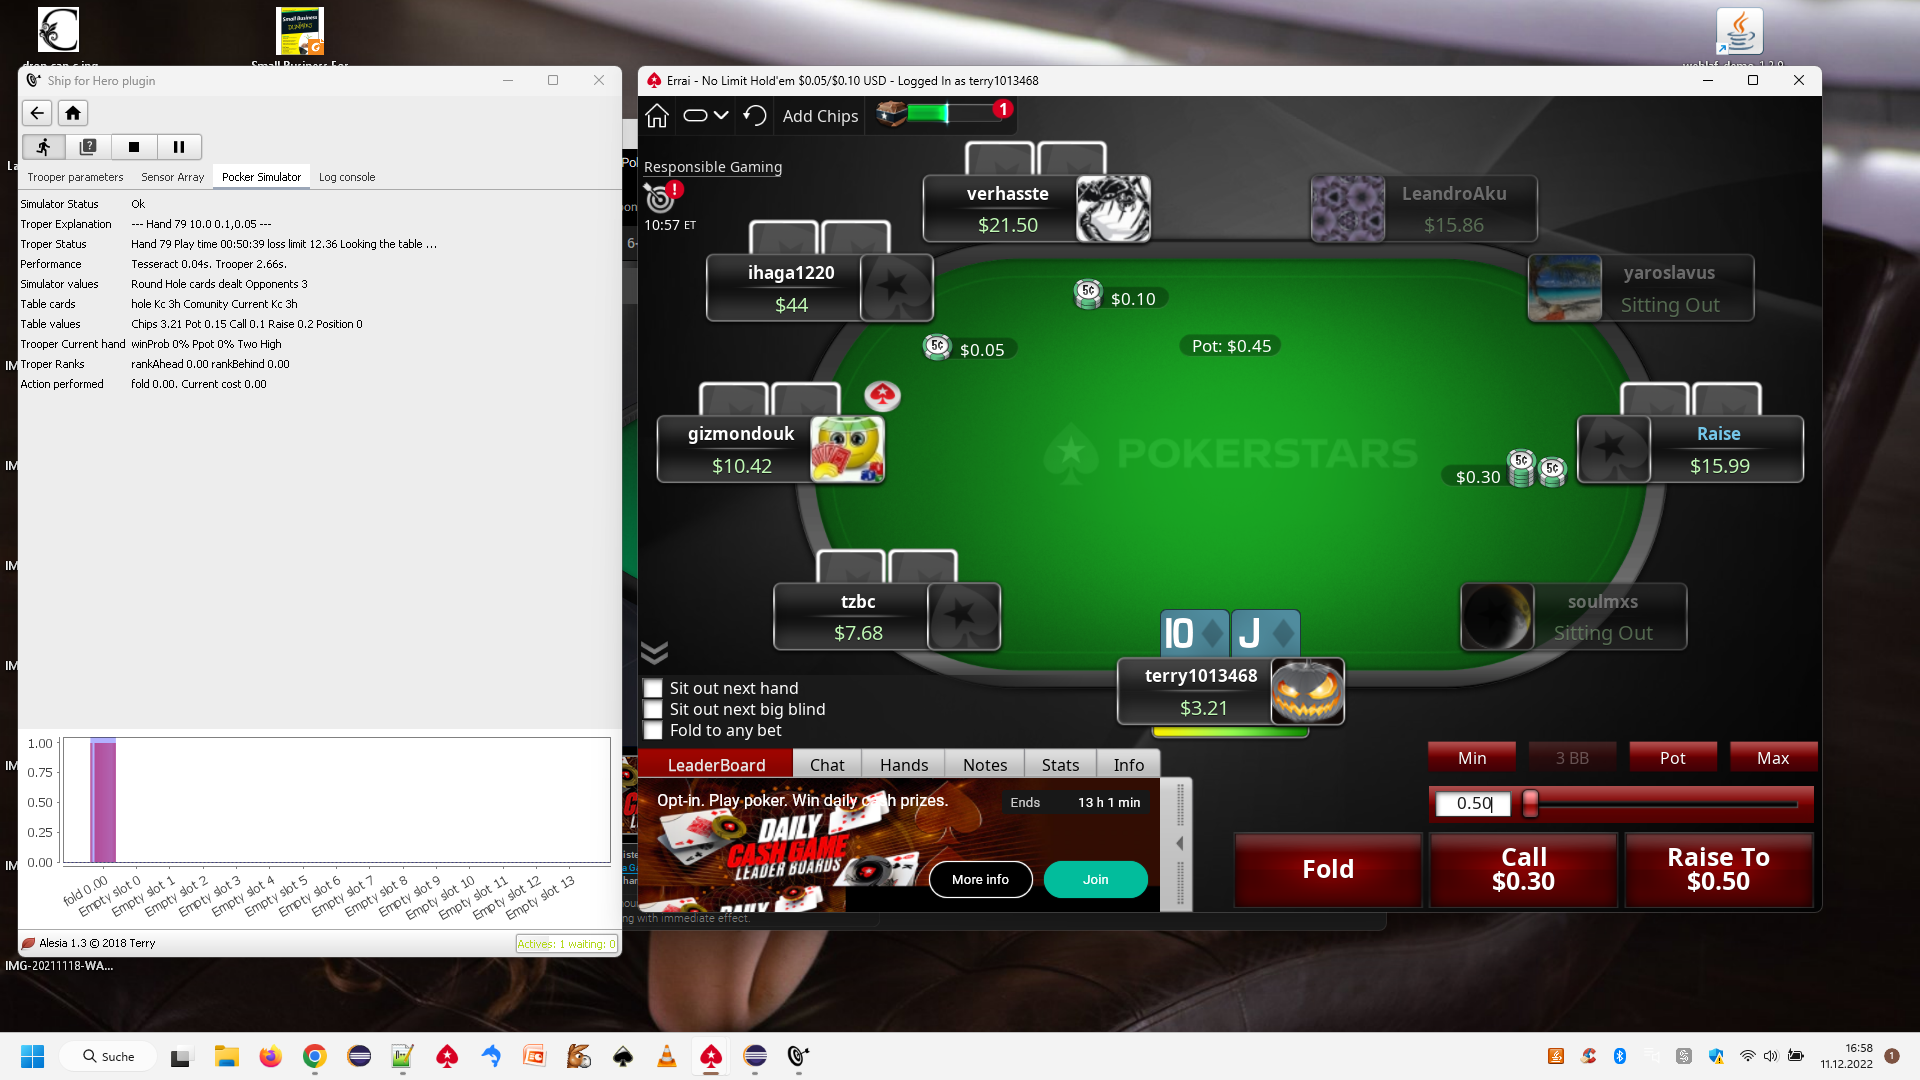 Ship for Hero plugin
Trooper parameters
Sensor Array
Pocker Simulator
Log console
Simulator Status Ok
Troper Explanation --- Hand 79 10.0 0.1,0.05 ---
Troper Status Hand 79 Play time 00:50:39 loss limit 12.36 Looking the table ...
Performance Tesseract 0.04s. Trooper 2.66s.
Simulator values Round Hole cards dealt Opponents 3
Table cards hole Kc 3h Comunity Current Kc 3h
Table values Chips 3.21 Pot 0.15 Call 0.1 Raise 0.2 Position 0
Trooper Current hand winProb 0% Ppot 0% Two High
Troper Ranks rankAhead 0.00 rankBehind 0.00
Action performed fold 0.00. Current cost 0.00
1.00
0.75
0.50
0.25
0.00
fold 0.00
Empty slot 0
Empty slot 1
Empty slot 2
Empty slot 3
Empty slot 4
Empty slot 5
Empty slot 6
Empty slot 7
Empty slot 8
Empty slot 9
Empty slot 10
Empty slot 11
Empty slot 12
Empty slot 13
Alesia 1.3 © 2018 Terry
Actives: 1 waiting: 0
IMG-20211118-WA...
Errai - No Limit Hold'em $0.05/$0.10 USD - Logged In as terry1013468
Add Chips
1
Responsible Gaming
10:57 ET
verhasste
$21.50
LeandroAku
$15.86
ihaga1220
$44
yaroslavus
Sitting Out
5¢ $0.10
5¢ $0.05
Pot: $0.45
gizmondouk
$10.42
POKERSTARS
Raise
$15.99
$0.30 5¢ 5¢
tzbc
$7.68
10 J
terry1013468
$3.21
soulmxs
Sitting Out
Sit out next hand
Sit out next big blind
Fold to any bet
LeaderBoard
Chat
Hands
Notes
Stats
Info
Opt-in. Play poker. Win daily cash prizes.
Ends 13 h 1 min
DAILY
CASH GAME
LEADER BOARDS
More info
Join
Min
3 BB
Pot
Max
0.50
Fold
Call
$0.30
Raise To
$0.50
ng with immediate effect.
Suche
16:58
11.12.2022
1